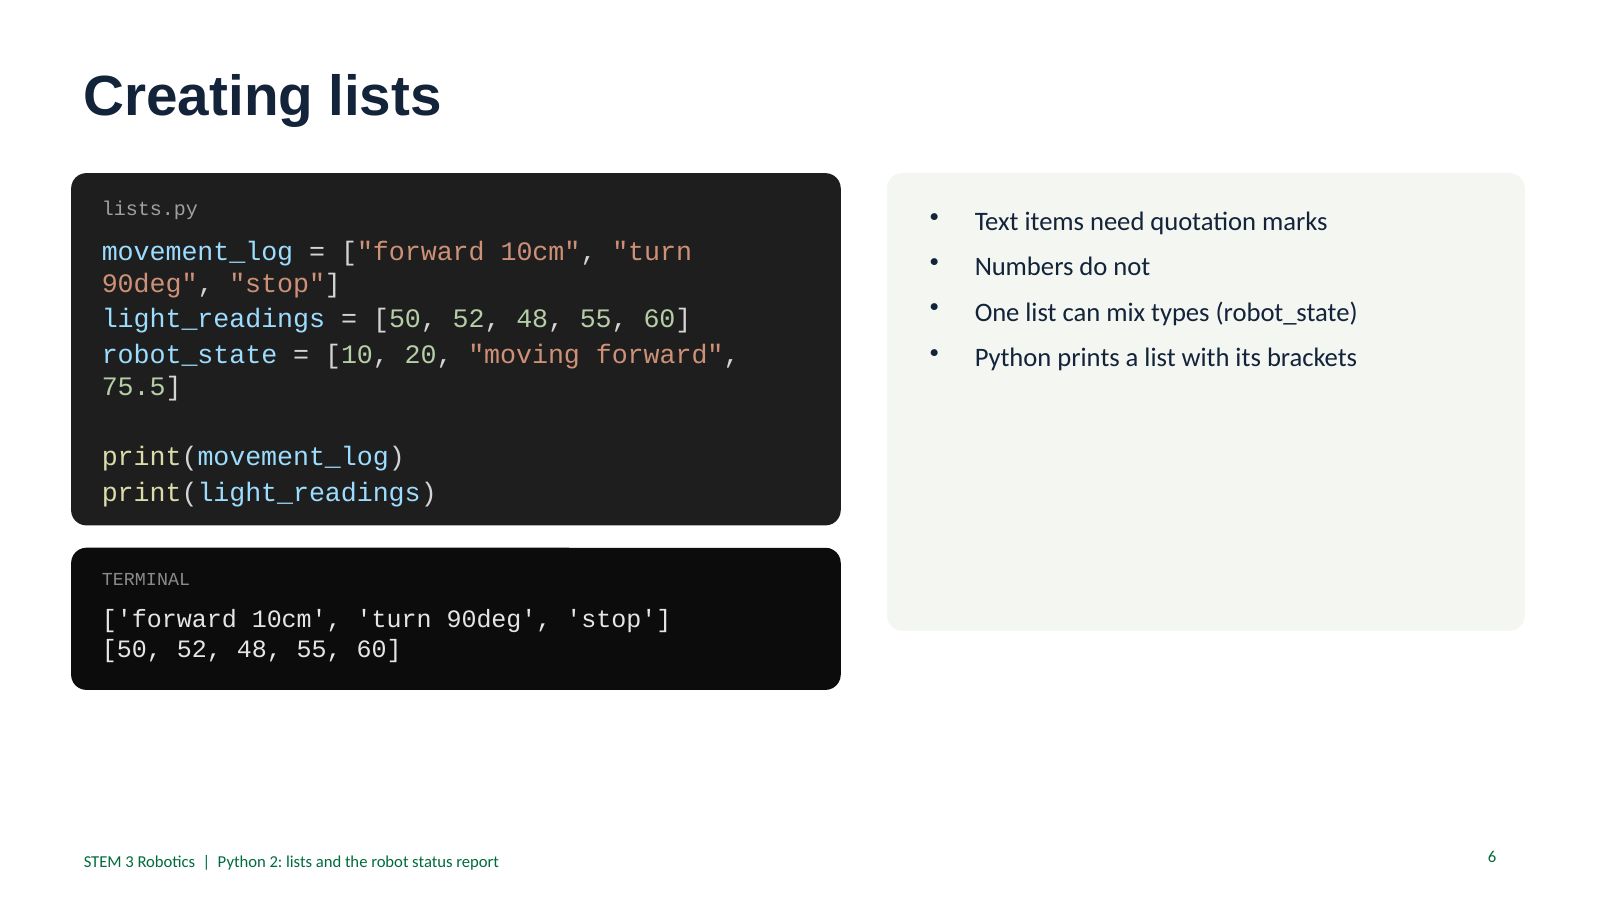 Creating lists
lists.py
movement_log = ["forward 10cm", "turn
90deg", "stop"]
light_readings = [50, 52, 48, 55, 60]
robot_state = [10, 20, "moving forward",
75.5]
print(movement_log)
print(light_readings)
TERMINAL
['forward 10cm', 'turn 90deg', 'stop']
[50, 52, 48, 55, 60]
• Text items need quotation marks
• Numbers do not
• One list can mix types (robot_state)
• Python prints a list with its brackets
STEM 3 Robotics | Python 2: lists and the robot status report
6